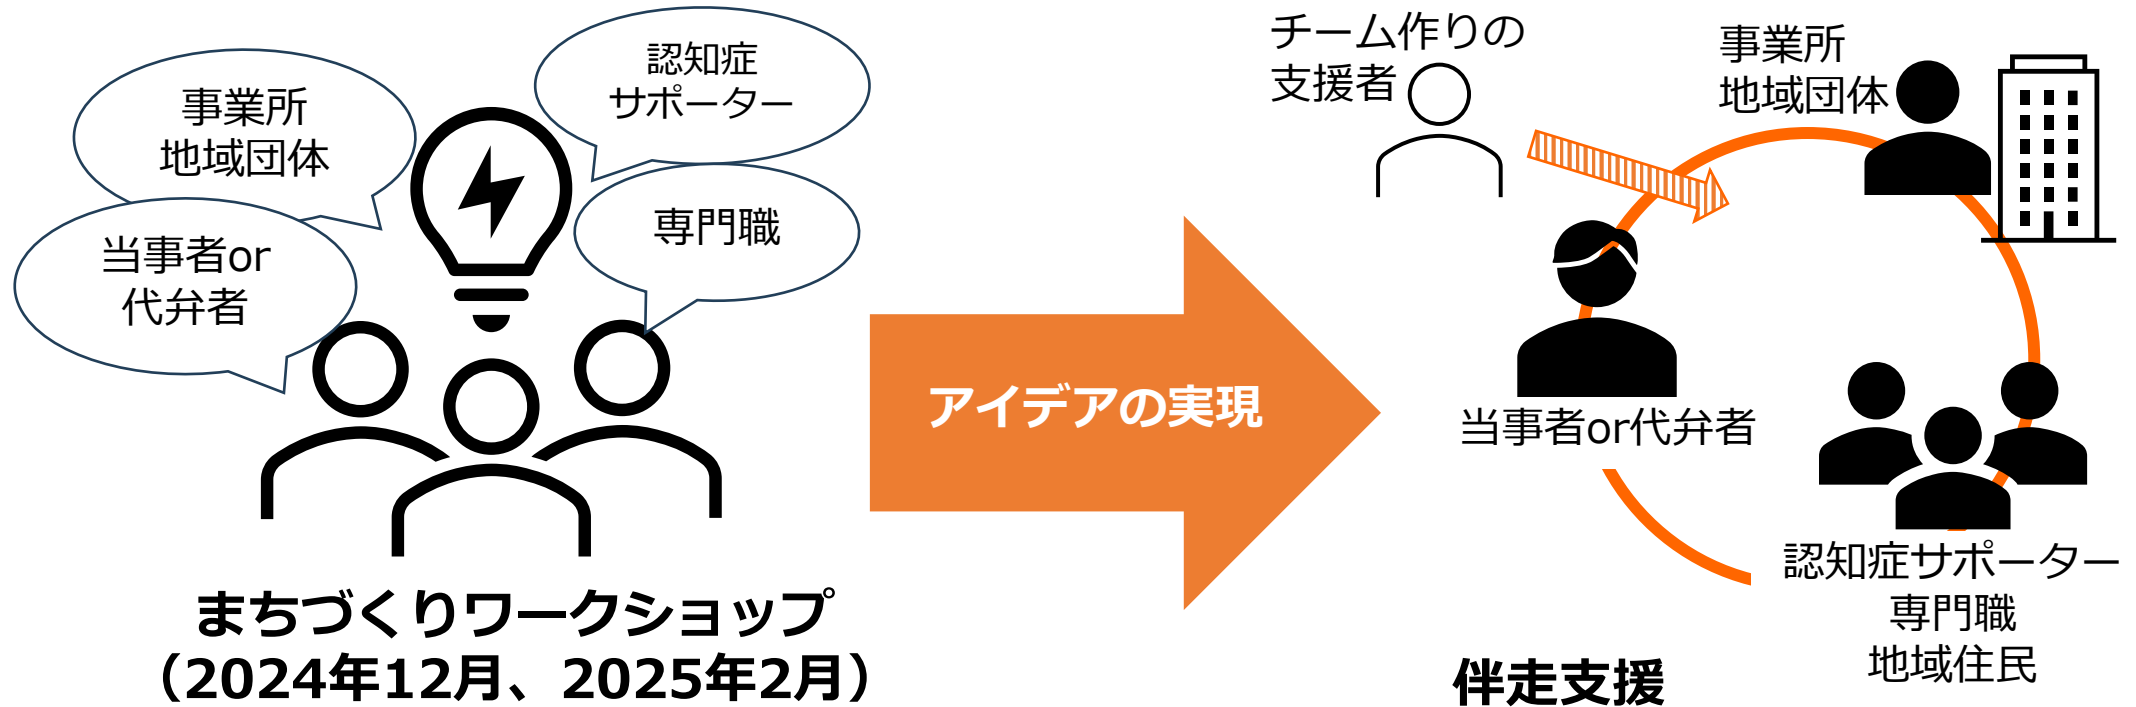 事業所
地域団体
認知症
サポーター
当事者or
代弁者
専門職
まちづくりワークショップ
（2024年12月、2025年2月）
アイデアの実現
チーム作りの
支援者
事業所
地域団体
当事者or代弁者
認知症サポーター
専門職
地域住民
伴走支援